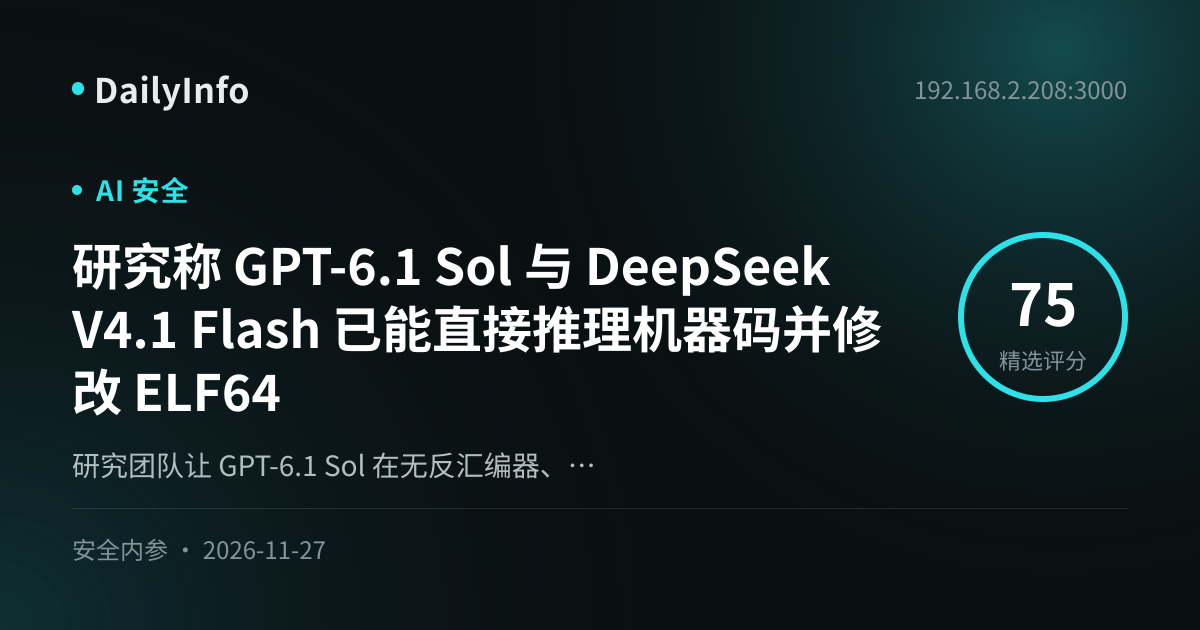 DailyInfo
192.168.2.208:3000
AI 安全
研究称 GPT-6.1 Sol 与 DeepSeek
V4.1 Flash 已能直接推理机器码并修
改 ELF64
75
精选评分
研究团队让 GPT-6.1 Sol 在无反汇编器、…
安全内参 · 2026-11-27